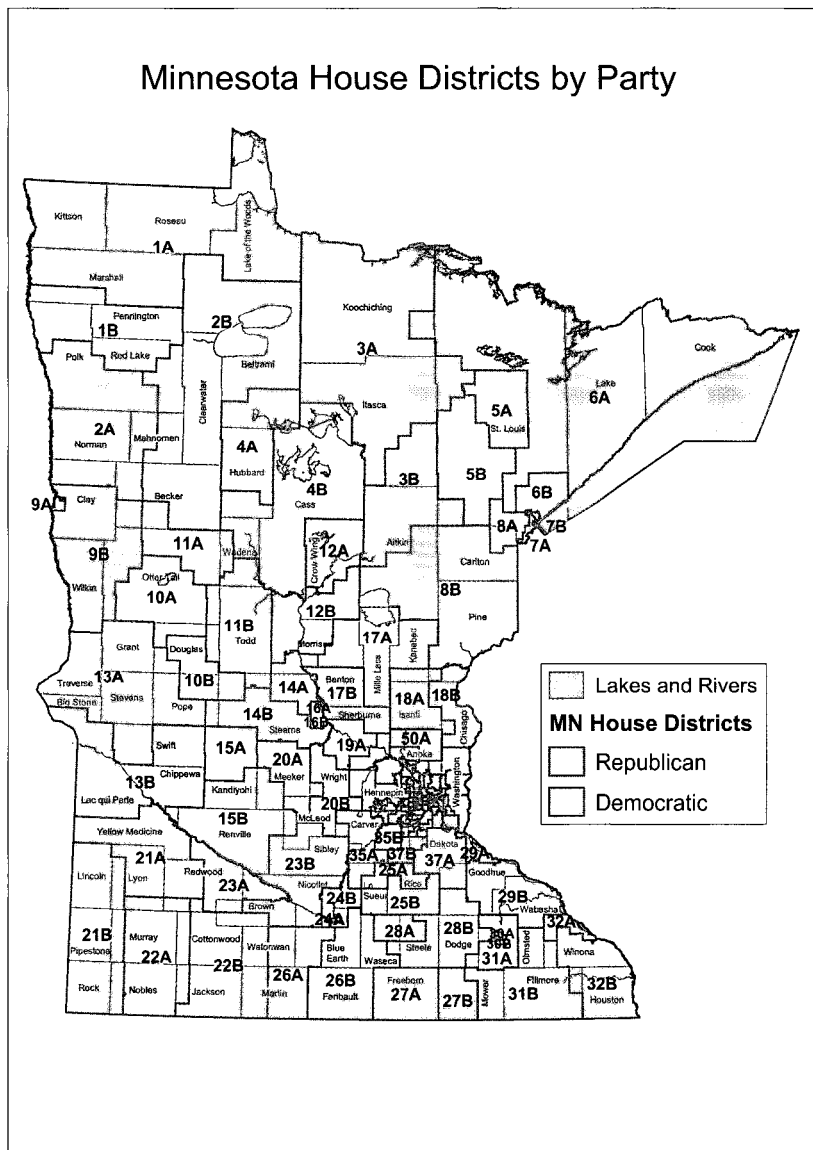 Minnesota House Districts by Party
Kittson
Roseau
Lake of the Woods
1A
Marshall
Koochiching
Pennington
2B
1B
Cook
3A
Polk
Red Lake
Beltrami
Lake
6A
Clearwater
Itasca
5A
St. Louis
2A
Norman
Mahnomen
4A
Hubbard
5B
3B
4B
6B
Becker
Clay
9A
Cass
8A
7B
7A
11A
Crow Wing
12A
Aitkin
9B
Wadena
Carlton
Otter Tail
Wilkin
10A
8B
12B
Pine
11B
Todd
17A
Grant
Douglas
Morrison
Kanabec
Mille Lacs
13A
Traverse
10B
14A
Benton
17B
18A
18B
Stevens
Big Stone
Pope
16A
14B
16B
Sherburne
Isanti
Chisago
Stearns
50A
Swift
15A
19A
Anoka
20A
Meeker
Wright
Washington
Chippewa
13B
Kandiyohi
Hennepin
Lac qui Parle
20B
15B
McLeod
Carver
Renville
35B
Yellow Medicine
Sibley
Dakota
21A
23B
35A
37B
37A
29A
Lincoln
Lyon
Redwood
25A
Goodhue
23A
Nicollet
Le
Rice
Brown
24B
Sueur
25B
29B
Wabasha
24A
32A
28A
28B
30A
21B
Murray
Cottonwood
Watonwan
Blue
Earth
Steele
Dodge
30B
Olmsted
Pipestone
22A
22B
Waseca
31A
Winona
26A
26B
Freeborn
Mower
Fillmore
32B
Rock
Nobles
Jackson
Martin
Faribault
27A
27B
31B
Houston
Lakes and Rivers
MN House Districts
Republican
Democratic